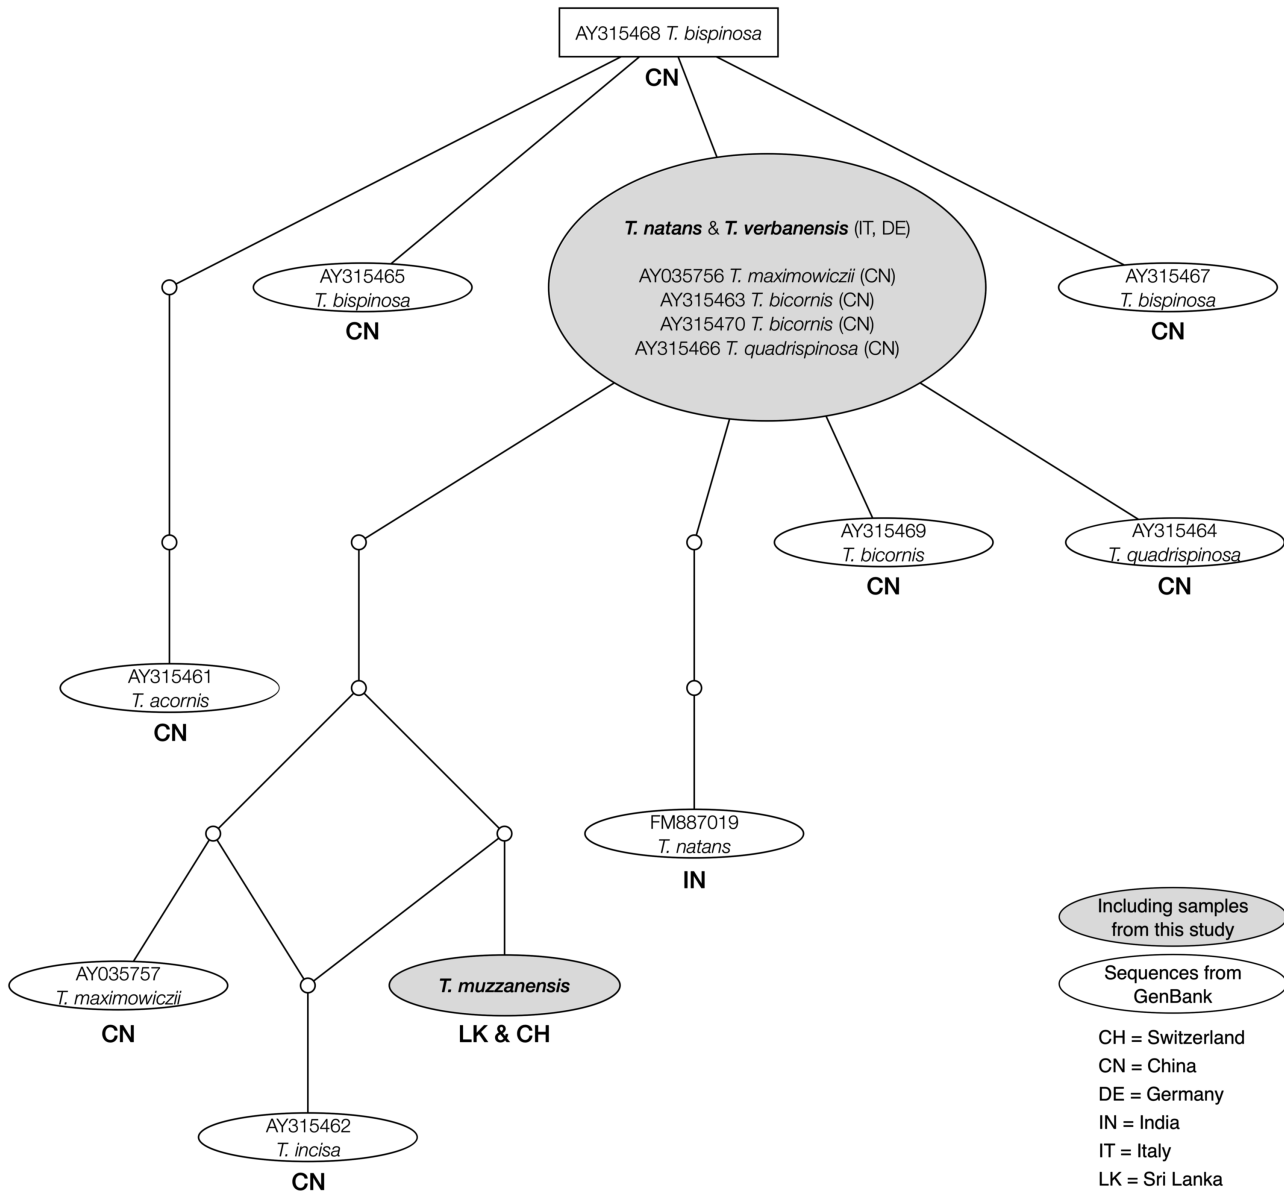 AY315468 T. bispinosa
CN
T. natans & T. verbanensis (IT, DE)
AY035756 T. maximowiczii (CN)
AY315463 T. bicornis (CN)
AY315470 T. bicornis (CN)
AY315466 T. quadrispinosa (CN)
AY315465
T. bispinosa
CN
AY315467
T. bispinosa
CN
AY315469
T. bicornis
CN
AY315464
T. quadrispinosa
CN
AY315461
T. acornis
CN
FM887019
T. natans
IN
AY035757
T. maximowiczii
CN
T. muzzanensis
LK & CH
AY315462
T. incisa
CN
Including samples
from this study
Sequences from
GenBank
CH = Switzerland
CN = China
DE = Germany
IN = India
IT = Italy
LK = Sri Lanka